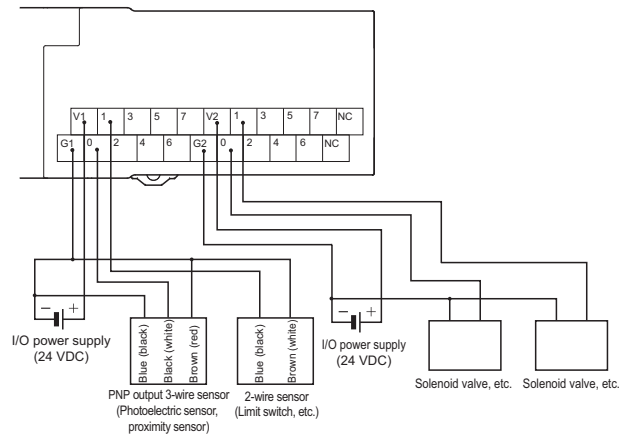 V1 1 3 5 7 V2 1 3 5 7 NC
G1 0 2 4 6 G2 0 2 4 6 NC
− +
I/O power supply
(24 VDC)
Blue (black)
Black (white)
Brown (red)
PNP output 3-wire sensor
(Photoelectric sensor,
proximity sensor)
Blue (black)
Brown (white)
2-wire sensor
(Limit switch, etc.)
− +
I/O power supply
(24 VDC)
Solenoid valve, etc.
Solenoid valve, etc.